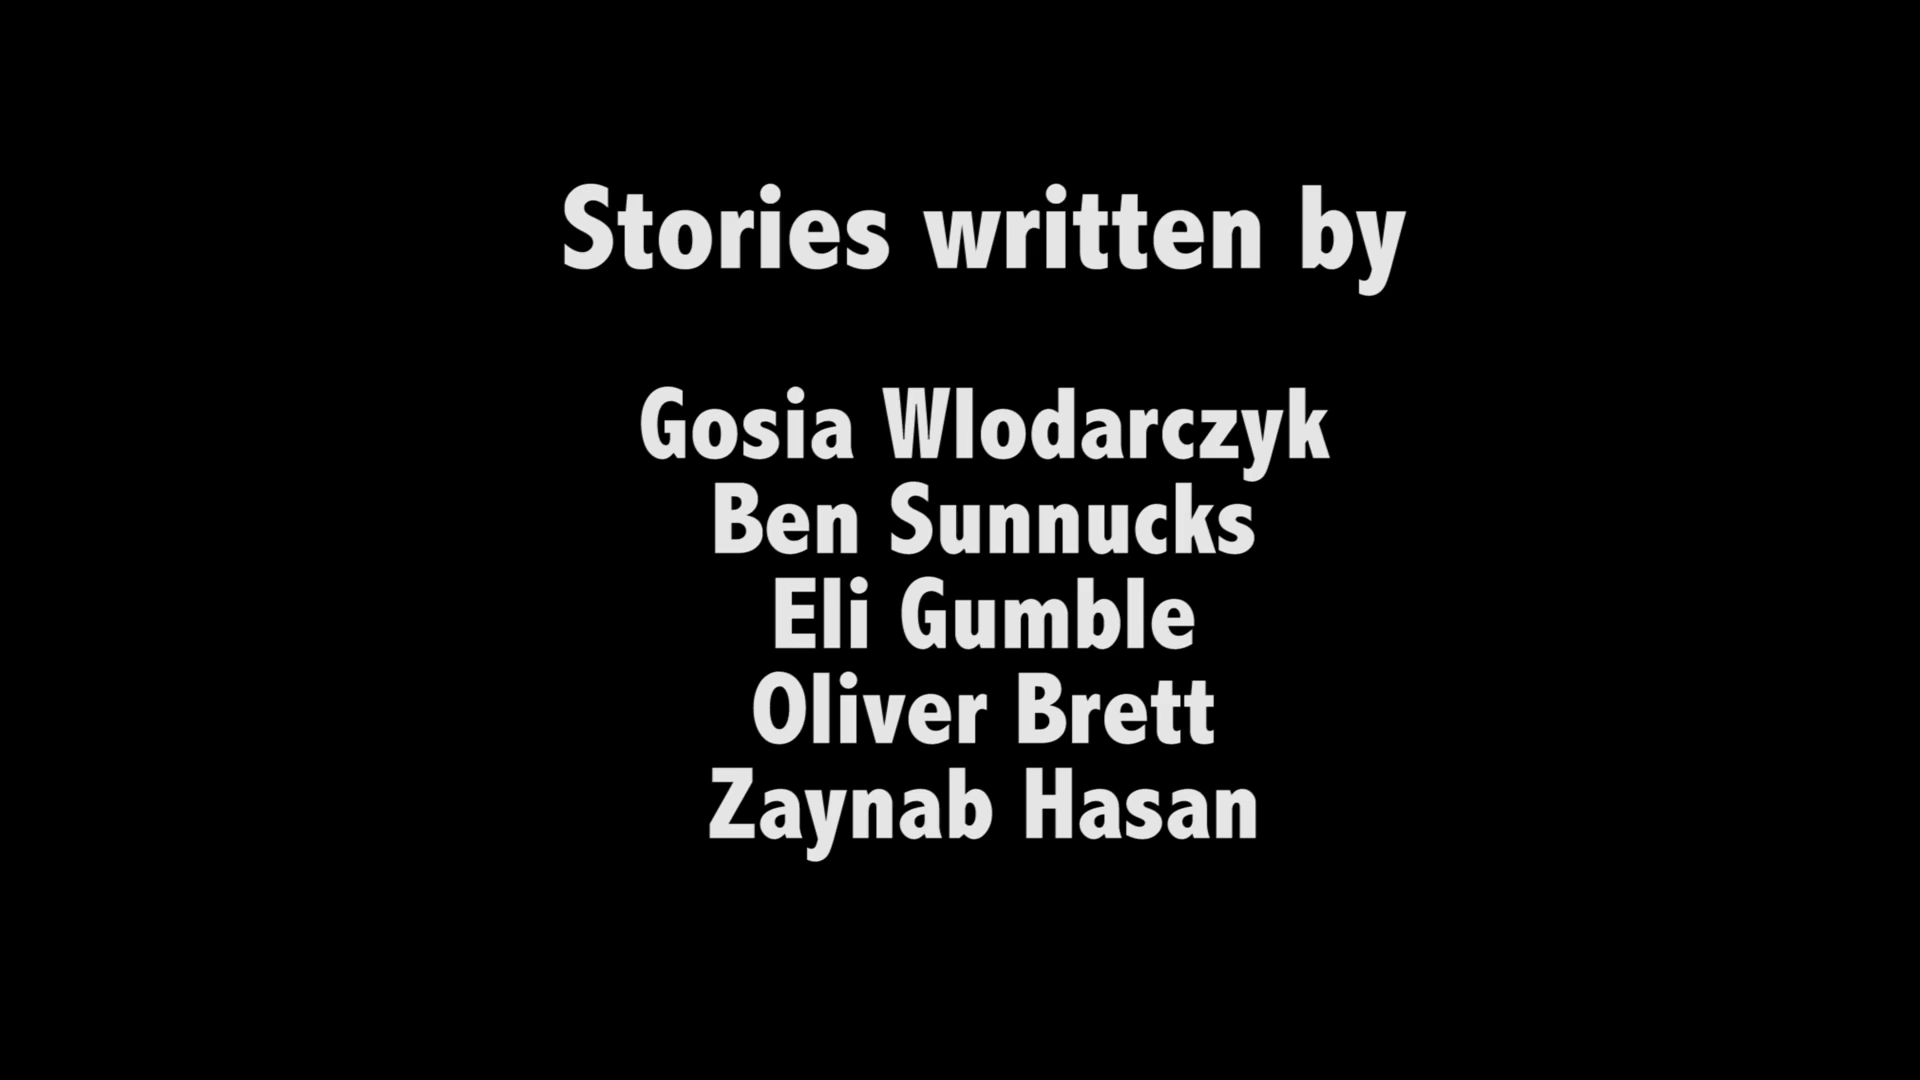 Stories written by
Gosia Wlodarczyk
Ben Sunnucks
Eli Gumble
Oliver Brett
Zaynab Hasan